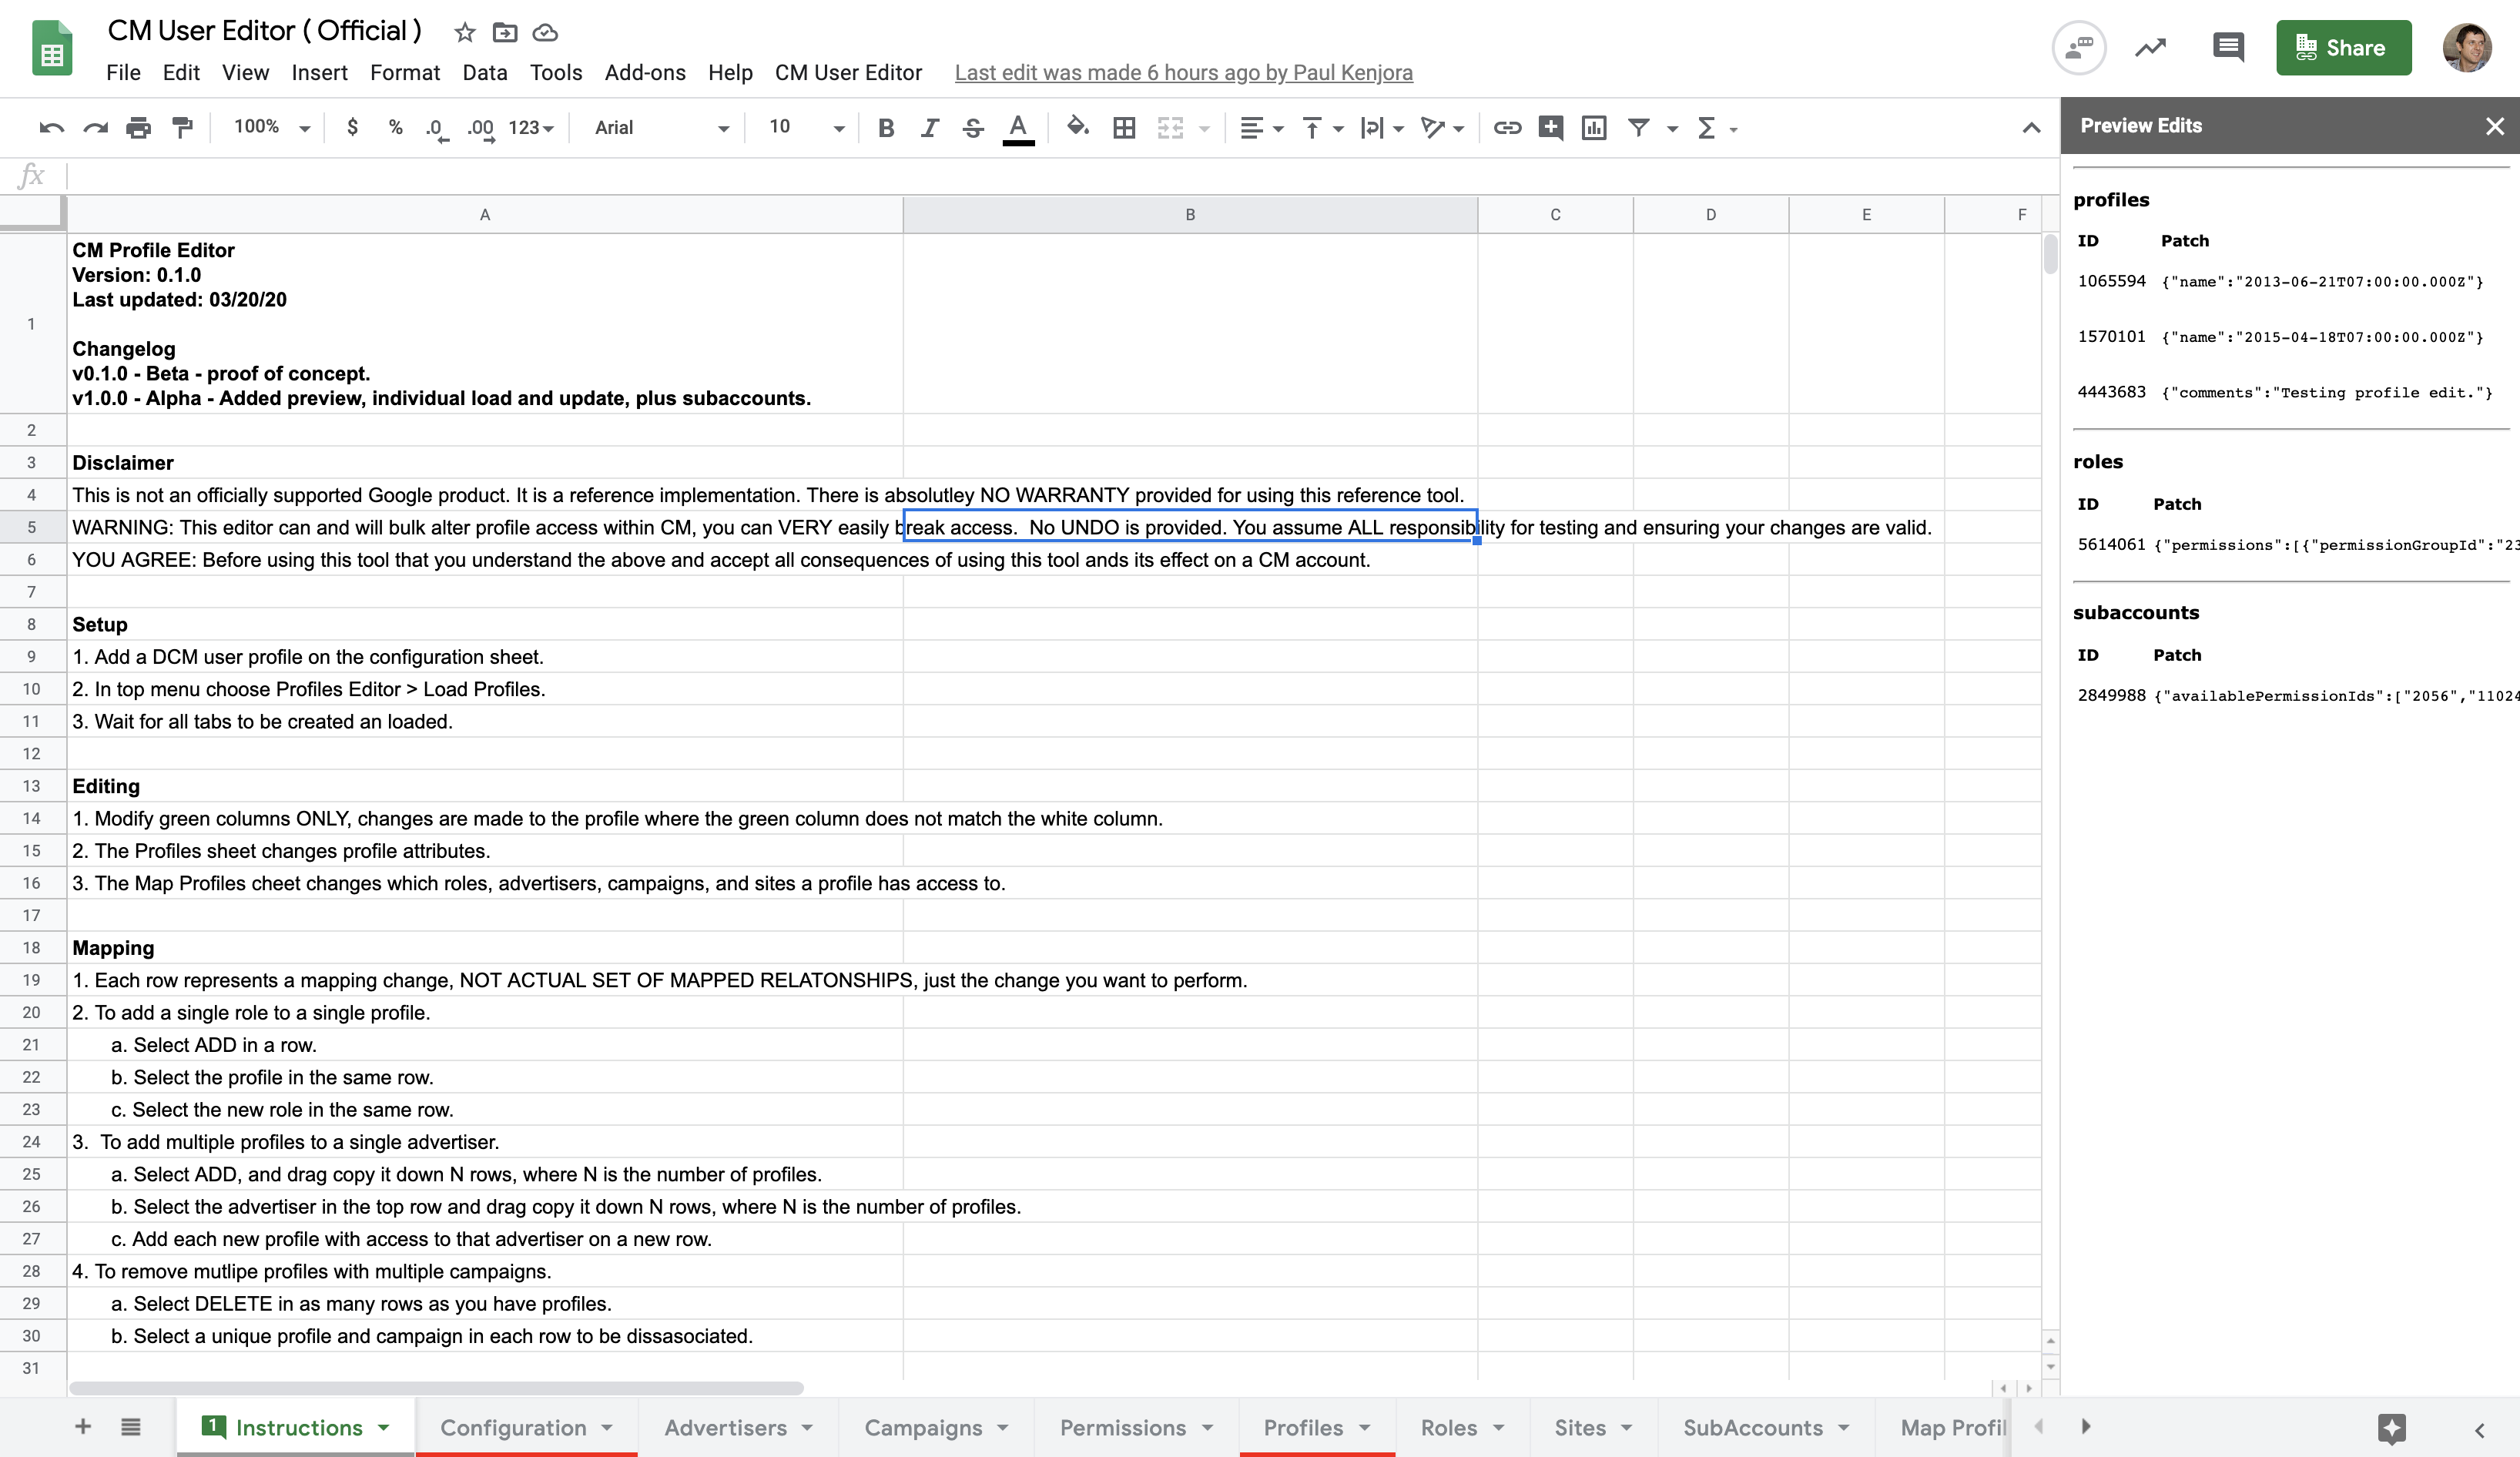 CM User Editor ( Official )
File Edit View Insert Format Data Tools Add-ons Help CM User Editor Last edit was made 6 hours ago by Paul Kenjora
Share
100% $ % .0 .00 123 Arial 10 B I S A
Preview Edits
fx
A B C D E F
1
CM Profile Editor
Version: 0.1.0
Last updated: 03/20/20
Changelog
v0.1.0 - Beta - proof of concept.
v1.0.0 - Alpha - Added preview, individual load and update, plus subaccounts.
2
3 Disclaimer
4 This is not an officially supported Google product. It is a reference implementation. There is absolutley NO WARRANTY provided for using this reference tool.
5 WARNING: This editor can and will bulk alter profile access within CM, you can VERY easily break access.  No UNDO is provided. You assume ALL responsibility for testing and ensuring your changes are valid.
6 YOU AGREE: Before using this tool that you understand the above and accept all consequences of using this tool ands its effect on a CM account.
7
8 Setup
9 1. Add a DCM user profile on the configuration sheet.
10 2. In top menu choose Profiles Editor > Load Profiles.
11 3. Wait for all tabs to be created an loaded.
12
13 Editing
14 1. Modify green columns ONLY, changes are made to the profile where the green column does not match the white column.
15 2. The Profiles sheet changes profile attributes.
16 3. The Map Profiles cheet changes which roles, advertisers, campaigns, and sites a profile has access to.
17
18 Mapping
19 1. Each row represents a mapping change, NOT ACTUAL SET OF MAPPED RELATONSHIPS, just the change you want to perform.
20 2. To add a single role to a single profile.
21 a. Select ADD in a row.
22 b. Select the profile in the same row.
23 c. Select the new role in the same row.
24 3.  To add multiple profiles to a single advertiser.
25 a. Select ADD, and drag copy it down N rows, where N is the number of profiles.
26 b. Select the advertiser in the top row and drag copy it down N rows, where N is the number of profiles.
27 c. Add each new profile with access to that advertiser on a new row.
28 4. To remove mutlipe profiles with multiple campaigns.
29 a. Select DELETE in as many rows as you have profiles.
30 b. Select a unique profile and campaign in each row to be dissasociated.
31
profiles
ID Patch
1065594 {"name":"2013-06-21T07:00:00.000Z"}
1570101 {"name":"2015-04-18T07:00:00.000Z"}
4443683 {"comments":"Testing profile edit."}
roles
ID Patch
5614061 {"permissions":[{"permissionGroupId":"23
subaccounts
ID Patch
2849988 {"availablePermissionIds":["2056","11024
1 Instructions Configuration Advertisers Campaigns Permissions Profiles Roles Sites SubAccounts Map Profil